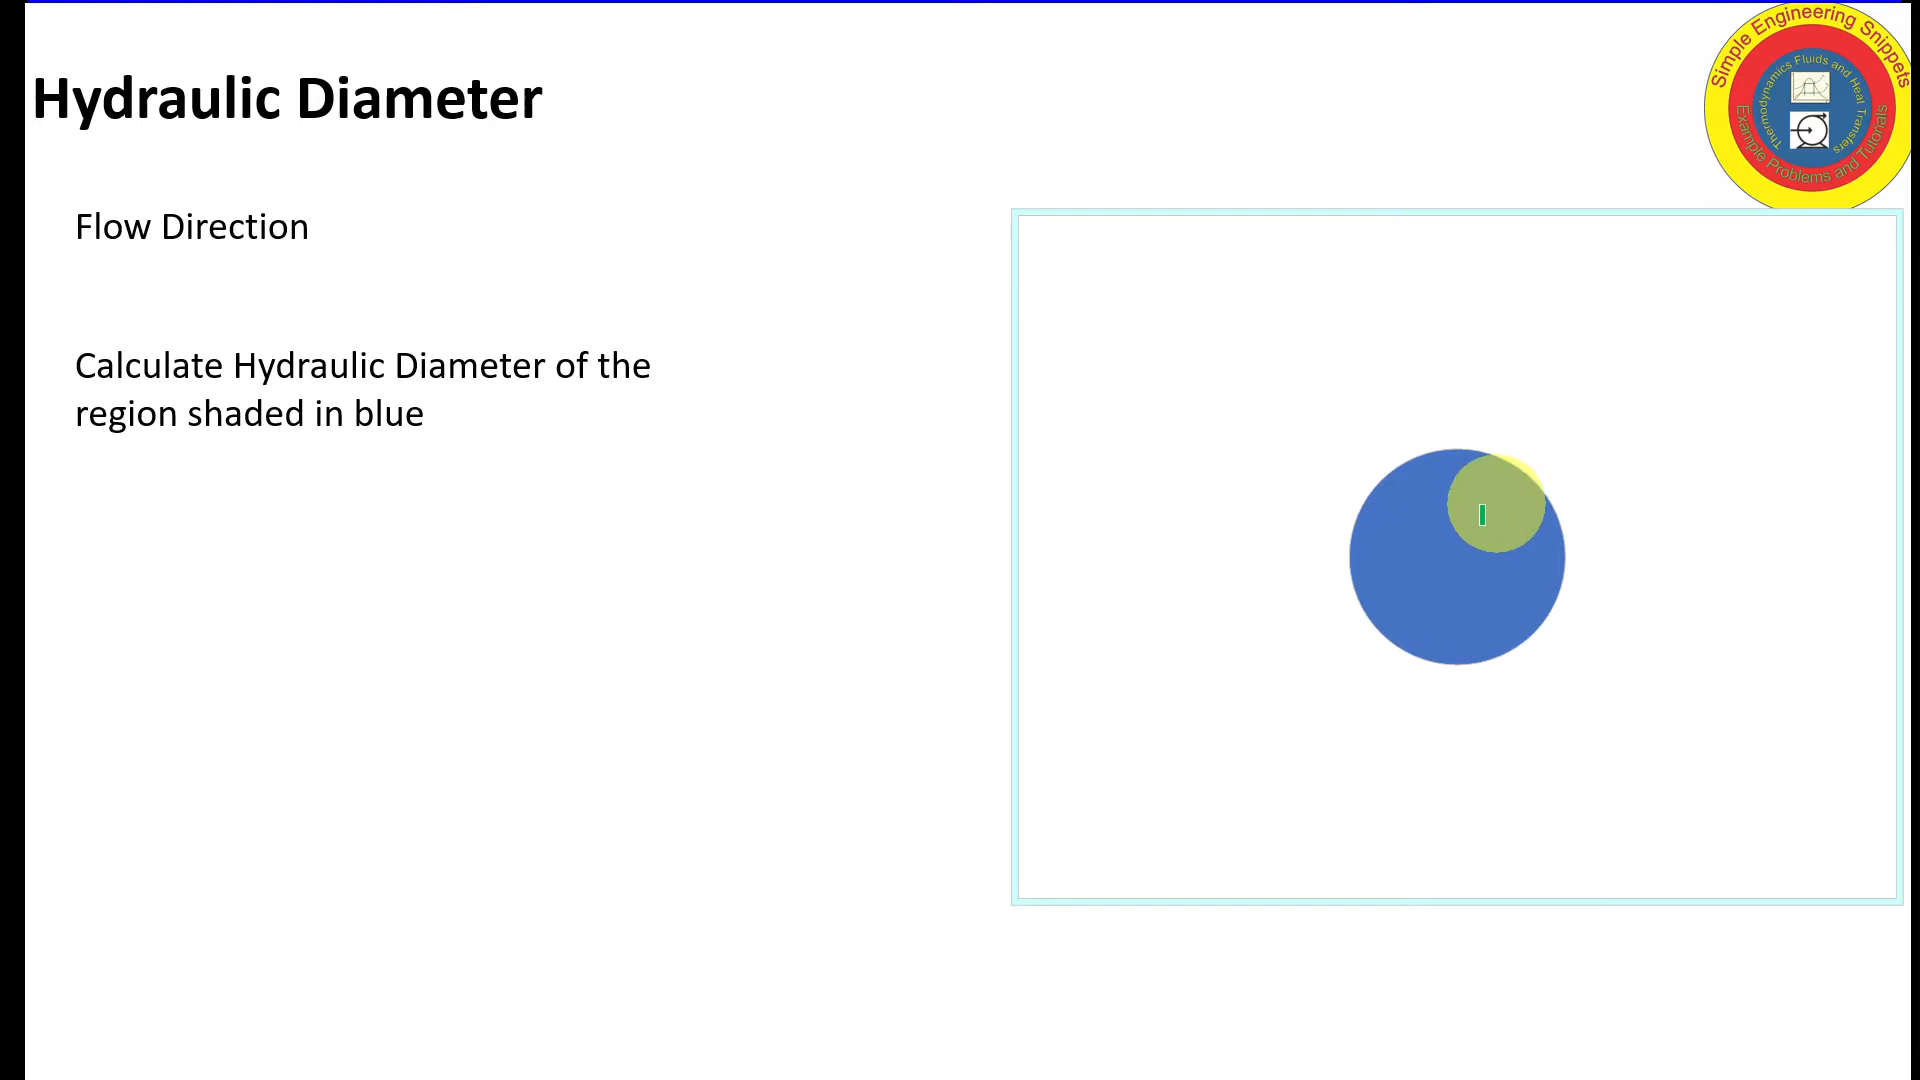 Hydraulic Diameter
Simple Engineering Snippets
Thermodynamics Fluids and Heat Transfers
Example Problems and Tutorials
Flow Direction
Calculate Hydraulic Diameter of the
region shaded in blue